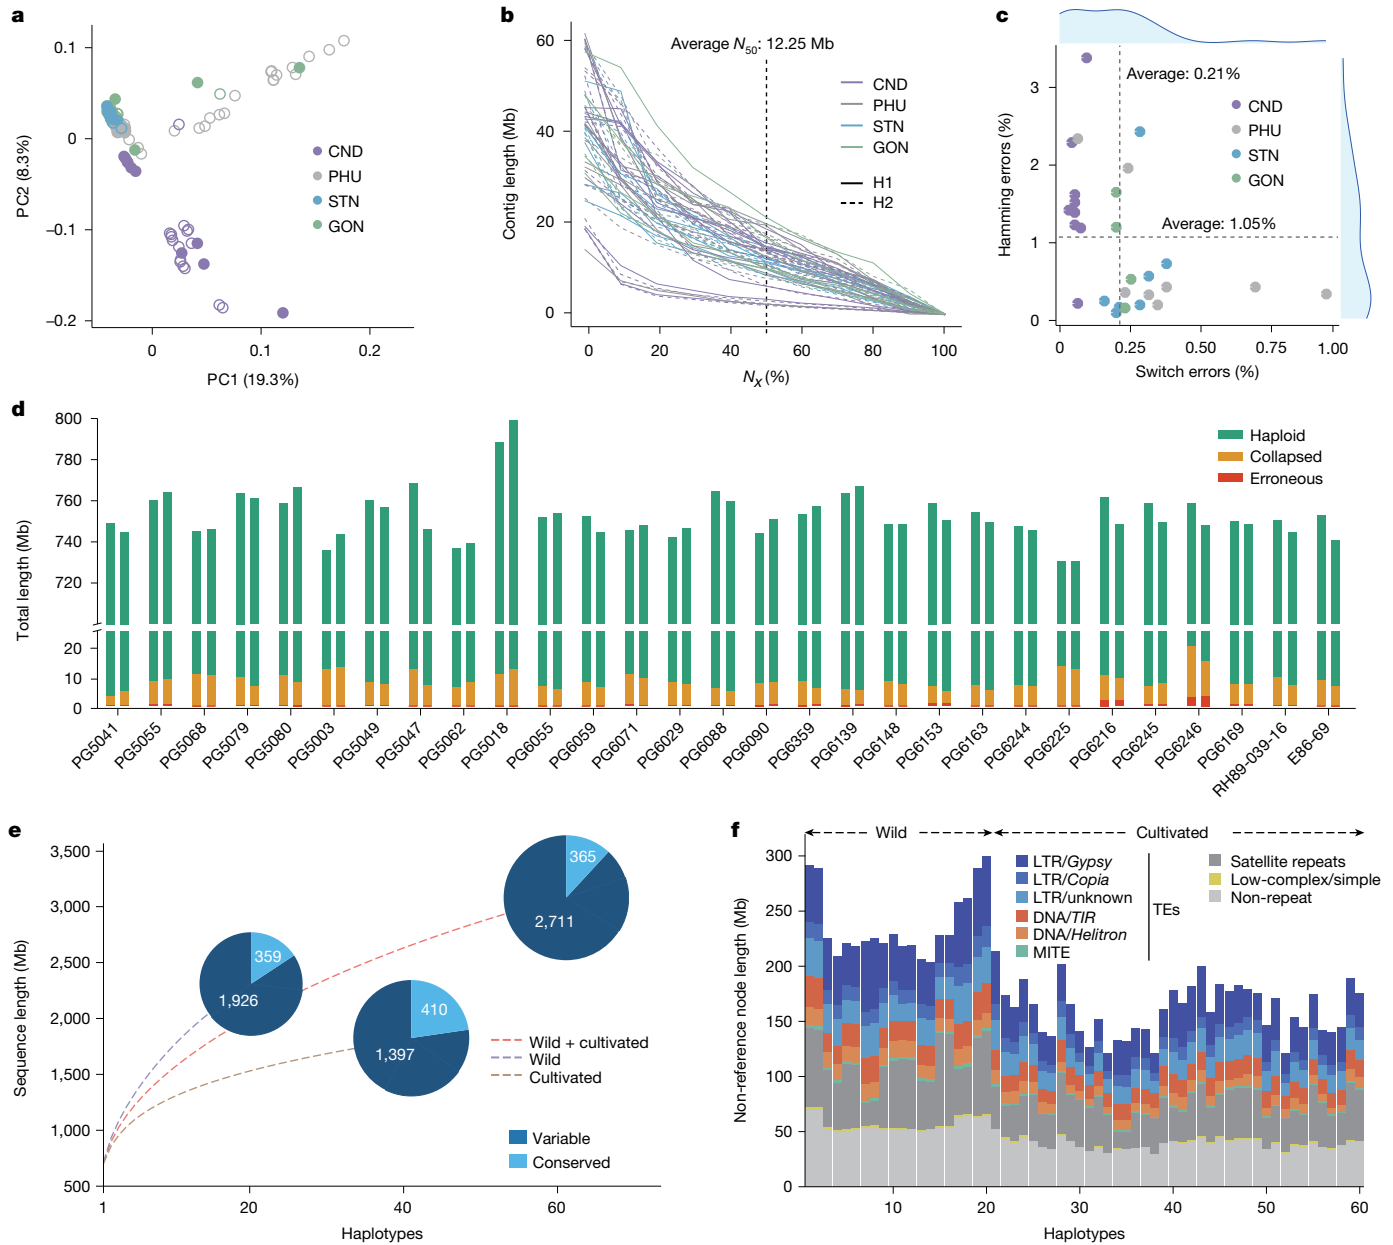 a
0.1
0
–0.1
–0.2
PC2 (8.3%)
0
0.1
0.2
PC1 (19.3%)
CND
PHU
STN
GON
b
60
40
20
0
Contig length (Mb)
Average N50: 12.25 Mb
CND
PHU
STN
GON
H1
H2
0
20
40
60
80
100
NX (%)
c
3
2
1
0
Hamming errors (%)
Average: 0.21%
CND
PHU
STN
GON
Average: 1.05%
0
0.25
0.50
0.75
1.00
Switch errors (%)
d
800
780
760
740
720
20
10
0
Total length (Mb)
Haploid
Collapsed
Erroneous
PG5041
PG5055
PG5068
PG5079
PG5080
PG5003
PG5049
PG5047
PG5062
PG5018
PG6055
PG6059
PG6071
PG6029
PG6088
PG6090
PG6359
PG6139
PG6148
PG6153
PG6163
PG6244
PG6225
PG6216
PG6245
PG6246
PG6169
RH89-039-16
E86-69
e
3,500
3,000
2,500
2,000
1,500
1,000
500
Sequence length (Mb)
359
1,926
365
2,711
410
1,397
Wild + cultivated
Wild
Cultivated
Variable
Conserved
1
20
40
60
Haplotypes
f
Wild
Cultivated
300
250
200
150
100
50
0
Non-reference node length (Mb)
LTR/Gypsy
LTR/Copia
LTR/unknown
DNA/TIR
DNA/Helitron
MITE
TEs
Satellite repeats
Low-complex/simple
Non-repeat
10
20
30
40
50
60
Haplotypes